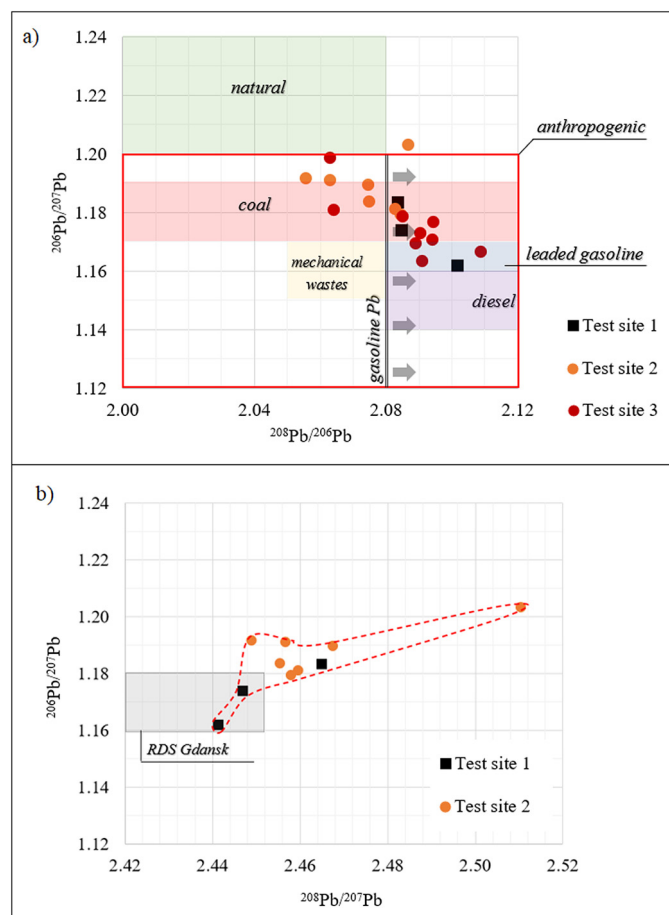 a)
1.24
1.22
1.20
1.18
1.16
1.14
1.12
2.00
2.04
2.08
2.12
²⁰⁶Pb/²⁰⁷Pb
²⁰⁸Pb/²⁰⁶Pb
natural
anthropogenic
coal
mechanical
wastes
leaded gasoline
diesel
gasoline Pb
Test site 1
Test site 2
Test site 3
b)
1.24
1.22
1.20
1.18
1.16
1.14
1.12
2.42
2.44
2.46
2.48
2.50
2.52
²⁰⁶Pb/²⁰⁷Pb
²⁰⁸Pb/²⁰⁷Pb
RDS Gdansk
Test site 1
Test site 2